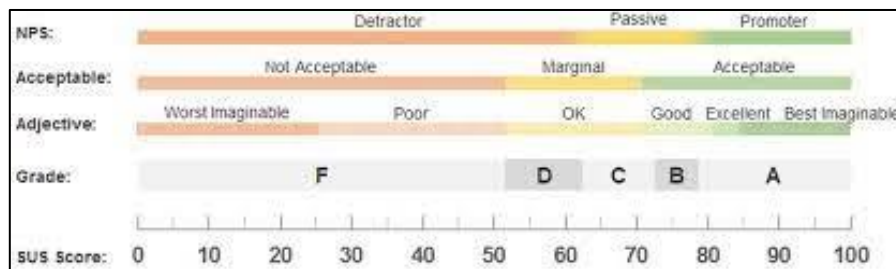 Detractor Passive Promoter
NPS:
Not Acceptable Marginal Acceptable
Acceptable:
Worst Imaginable Poor OK Good Excellent Best Imaginable
Adjective:
Grade: F D C B A
SUS Score: 0 10 20 30 40 50 60 70 80 90 100